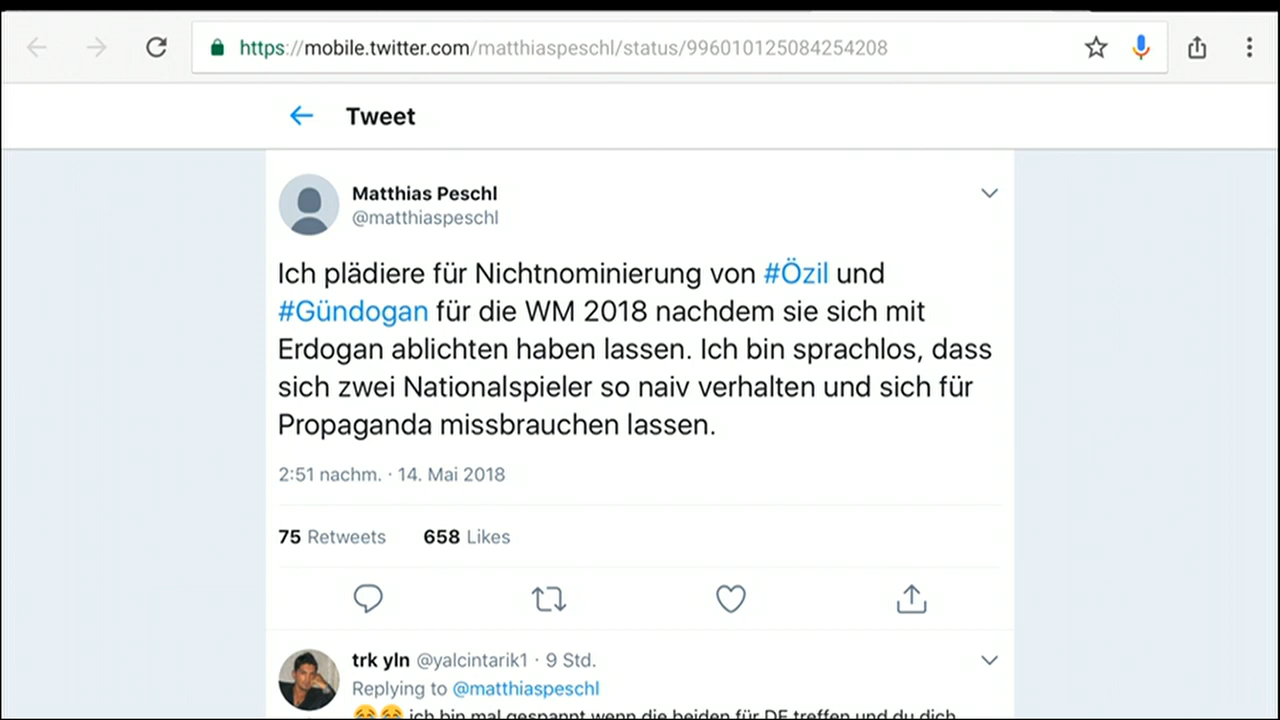 https://mobile.twitter.com/matthiaspeschl/status/996010125084254208
Tweet
Matthias Peschl
@matthiaspeschl
Ich plädiere für Nichtnominierung von #Özil und
#Gündogan für die WM 2018 nachdem sie sich mit
Erdogan ablichten haben lassen. Ich bin sprachlos, dass
sich zwei Nationalspieler so naiv verhalten und sich für
Propaganda missbrauchen lassen.
2:51 nachm. · 14. Mai 2018
75 Retweets 658 Likes
trk yln @yalcintarik1 · 9 Std.
Replying to @matthiaspeschl
😂😂 ich bin mal gespannt wenn die beiden für DE treffen und du dich